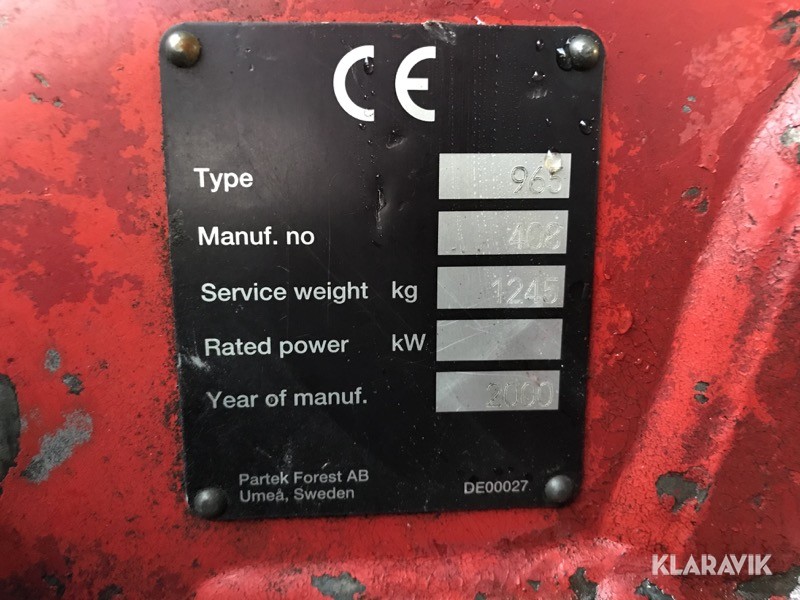 CE
Type 965
Manuf. no 408
Service weight kg 1245
Rated power kW
Year of manuf. 2000
Partek Forest AB
Umeå, Sweden
DE00027
KLARAVIK